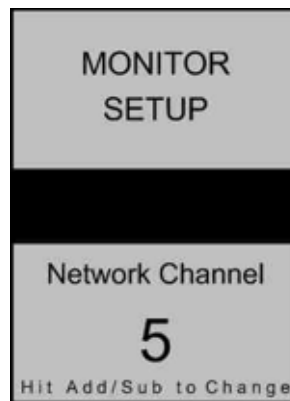 MONITOR
SETUP
Network Channel
5
Hit Add/Sub to Change